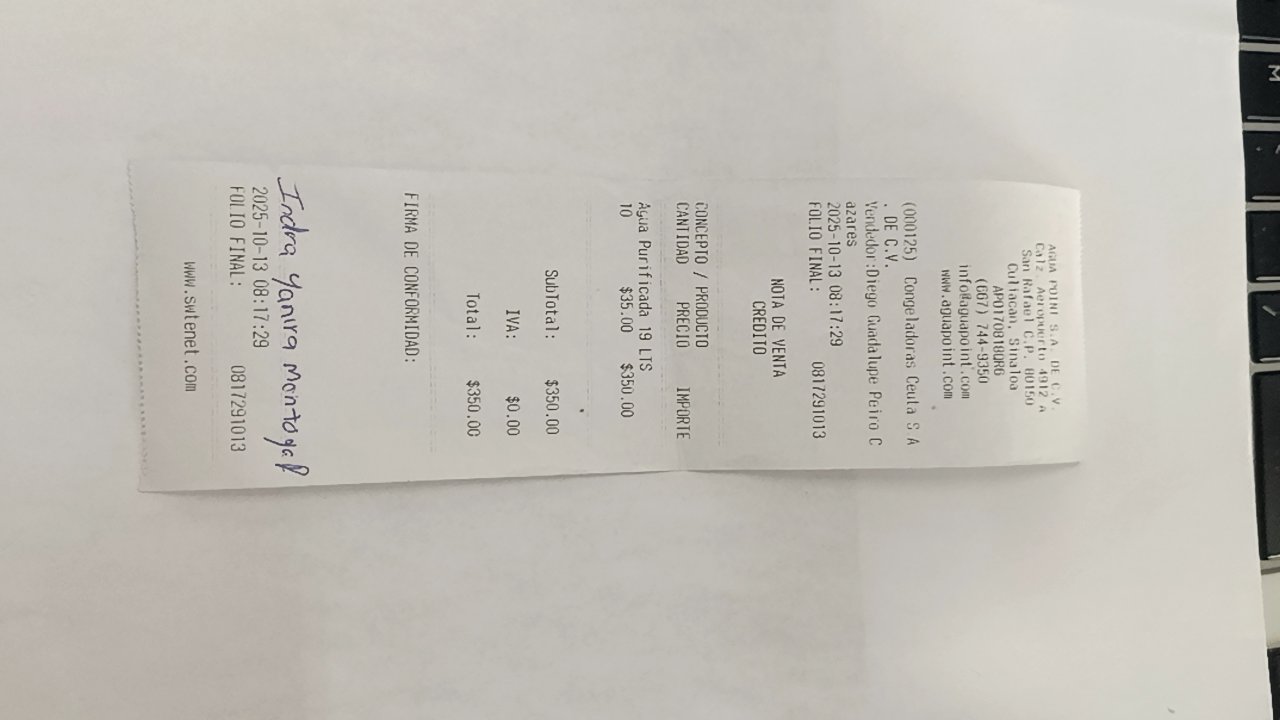 AGUA POINT S.A. DE C.V.
Calz. Aeropuerto 4912 A
San Rafael C.P. 80150
Culiacan, Sinaloa
APO170818QR6
(667) 744-9350
info@aguapoint.com
www.aguapoint.com
(000125) Congeladoras Ceuta S A
. DE C.V.
Vendedor:Diego Guadalupe Peiro C
azares
2025-10-13 08:17:29
FOLIO FINAL: 0817291013
NOTA DE VENTA
CREDITO
CONCEPTO / PRODUCTO
CANTIDAD PRECIO IMPORTE
Agua Purificada 19 LTS
10 $35.00 $350.00
SubTotal: $350.00
IVA: $0.00
Total: $350.00
FIRMA DE CONFORMIDAD:
Indra Yanira Montoya P
2025-10-13 08:17:29
FOLIO FINAL: 0817291013
www.swtenet.com
M